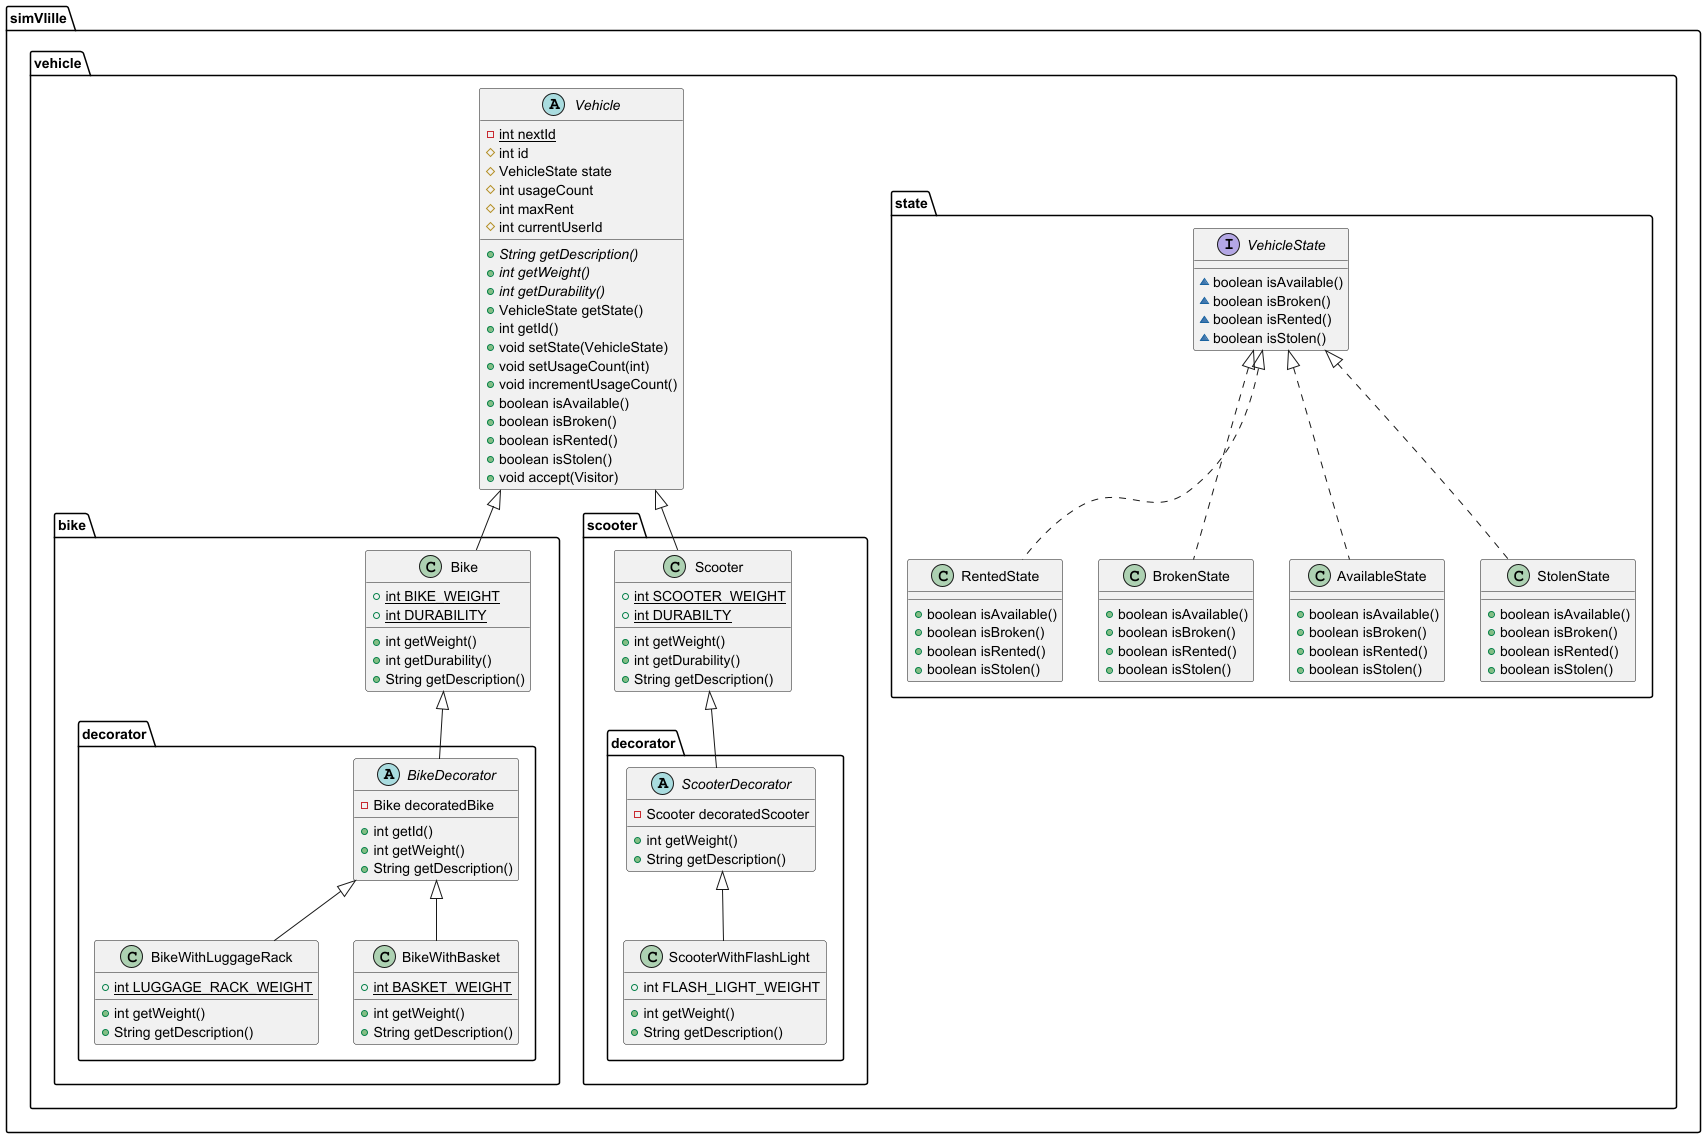 simVlille
vehicle
A Vehicle
int nextId
int id
VehicleState state
int usageCount
int maxRent
int currentUserId
String getDescription()
int getWeight()
int getDurability()
VehicleState getState()
int getId()
void setState(VehicleState)
void setUsageCount(int)
void incrementUsageCount()
boolean isAvailable()
boolean isBroken()
boolean isRented()
boolean isStolen()
void accept(Visitor)
state
I VehicleState
boolean isAvailable()
boolean isBroken()
boolean isRented()
boolean isStolen()
C RentedState
boolean isAvailable()
boolean isBroken()
boolean isRented()
boolean isStolen()
C BrokenState
boolean isAvailable()
boolean isBroken()
boolean isRented()
boolean isStolen()
C AvailableState
boolean isAvailable()
boolean isBroken()
boolean isRented()
boolean isStolen()
C StolenState
boolean isAvailable()
boolean isBroken()
boolean isRented()
boolean isStolen()
bike
C Bike
int BIKE_WEIGHT
int DURABILITY
int getWeight()
int getDurability()
String getDescription()
decorator
A BikeDecorator
Bike decoratedBike
int getId()
int getWeight()
String getDescription()
C BikeWithLuggageRack
int LUGGAGE_RACK_WEIGHT
int getWeight()
String getDescription()
C BikeWithBasket
int BASKET_WEIGHT
int getWeight()
String getDescription()
scooter
C Scooter
int SCOOTER_WEIGHT
int DURABILTY
int getWeight()
int getDurability()
String getDescription()
decorator
A ScooterDecorator
Scooter decoratedScooter
int getWeight()
String getDescription()
C ScooterWithFlashLight
int FLASH_LIGHT_WEIGHT
int getWeight()
String getDescription()